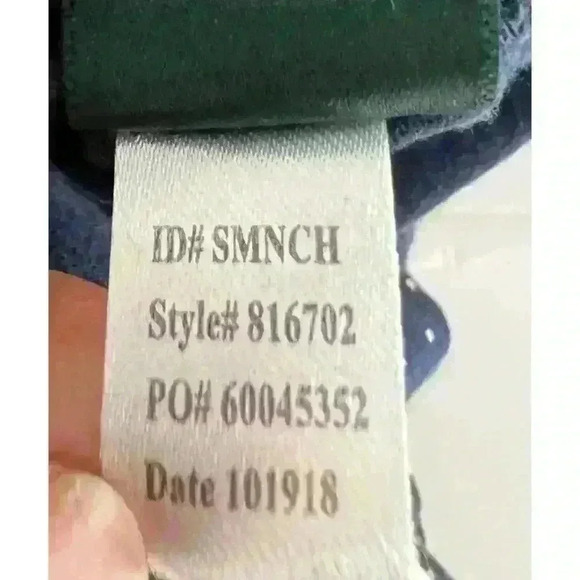 ID# SMNCH
Style# 816702
PO# 60045352
Date 101918